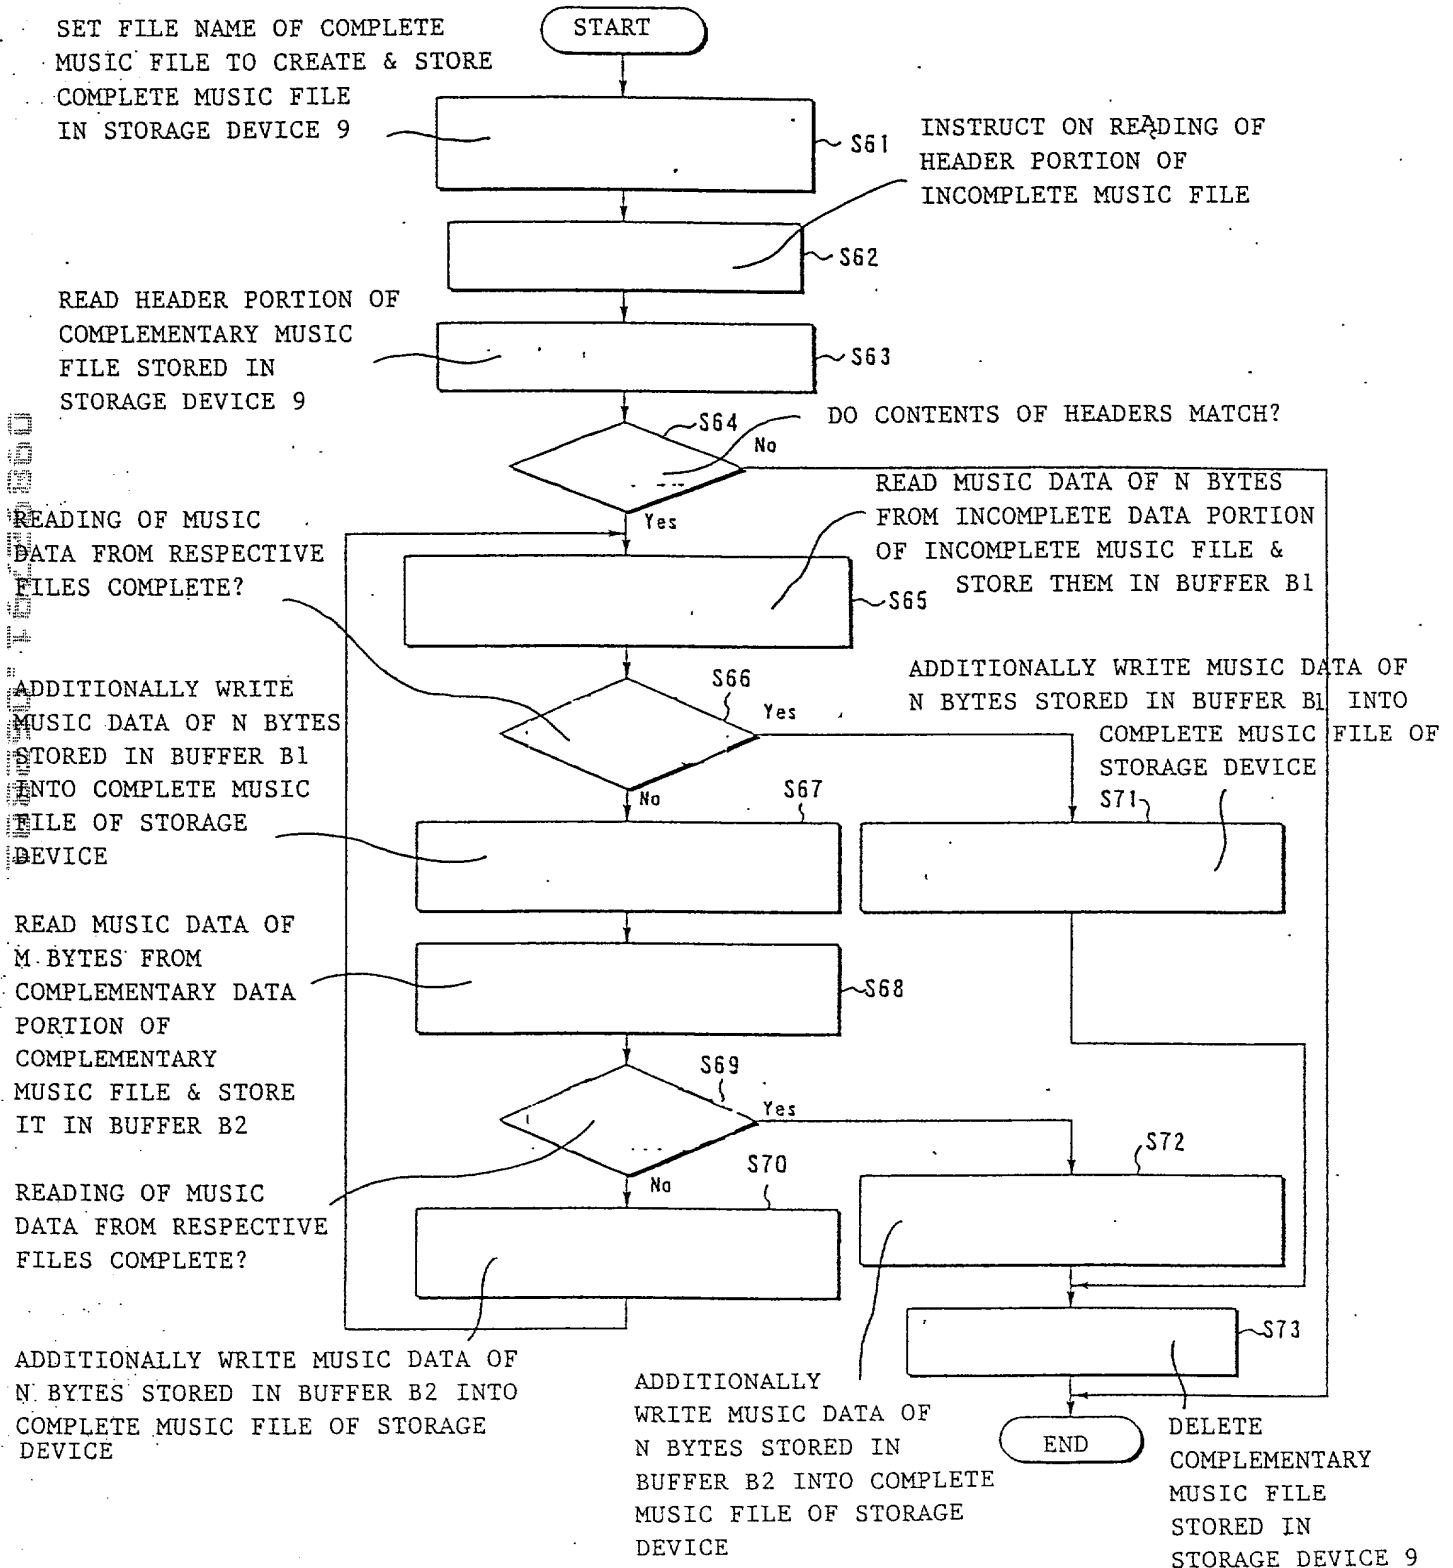 SET FILE NAME OF COMPLETE
MUSIC FILE TO CREATE & STORE
COMPLETE MUSIC FILE
IN STORAGE DEVICE 9
START
S61
INSTRUCT ON READING OF
HEADER PORTION OF
INCOMPLETE MUSIC FILE
S62
READ HEADER PORTION OF
COMPLEMENTARY MUSIC
FILE STORED IN
STORAGE DEVICE 9
S63
S64
DO CONTENTS OF HEADERS MATCH?
No
Yes
READ MUSIC DATA OF N BYTES
FROM INCOMPLETE DATA PORTION
OF INCOMPLETE MUSIC FILE &
STORE THEM IN BUFFER B1
S65
READING OF MUSIC
DATA FROM RESPECTIVE
FILES COMPLETE?
S66
Yes
No
ADDITIONALLY WRITE MUSIC DATA OF
N BYTES STORED IN BUFFER B1 INTO
COMPLETE MUSIC FILE OF
STORAGE DEVICE
S71
ADDITIONALLY WRITE
MUSIC DATA OF N BYTES
STORED IN BUFFER B1
INTO COMPLETE MUSIC
FILE OF STORAGE
DEVICE
S67
READ MUSIC DATA OF
M BYTES FROM
COMPLEMENTARY DATA
PORTION OF
COMPLEMENTARY
MUSIC FILE & STORE
IT IN BUFFER B2
S68
S69
Yes
No
READING OF MUSIC
DATA FROM RESPECTIVE
FILES COMPLETE?
S70
S72
ADDITIONALLY WRITE MUSIC DATA OF
N BYTES STORED IN BUFFER B2 INTO
COMPLETE MUSIC FILE OF STORAGE
DEVICE
ADDITIONALLY
WRITE MUSIC DATA OF
N BYTES STORED IN
BUFFER B2 INTO COMPLETE
MUSIC FILE OF STORAGE
DEVICE
S73
END
DELETE
COMPLEMENTARY
MUSIC FILE
STORED IN
STORAGE DEVICE 9